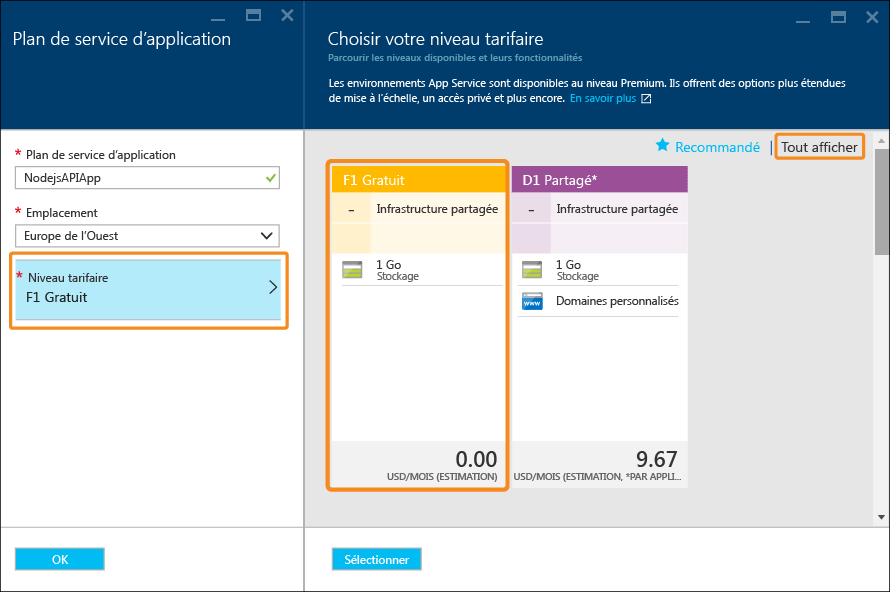 Plan de service d'application
* Plan de service d'application
NodejsAPIApp
* Emplacement
Europe de l'Ouest
* Niveau tarifaire
F1 Gratuit
OK
Choisir votre niveau tarifaire
Parcourir les niveaux disponibles et leurs fonctionnalités
Les environnements App Service sont disponibles au niveau Premium. Ils offrent des options plus étendues
de mise à l'échelle, un accès privé et plus encore. En savoir plus
Recommandé | Tout afficher
F1 Gratuit
- Infrastructure partagée
1 Go
Stockage
0.00
USD/MOIS (ESTIMATION)
D1 Partagé*
- Infrastructure partagée
1 Go
Stockage
www Domaines personnalisés
9.67
USD/MOIS (ESTIMATION, *PAR APPLI...
Sélectionner